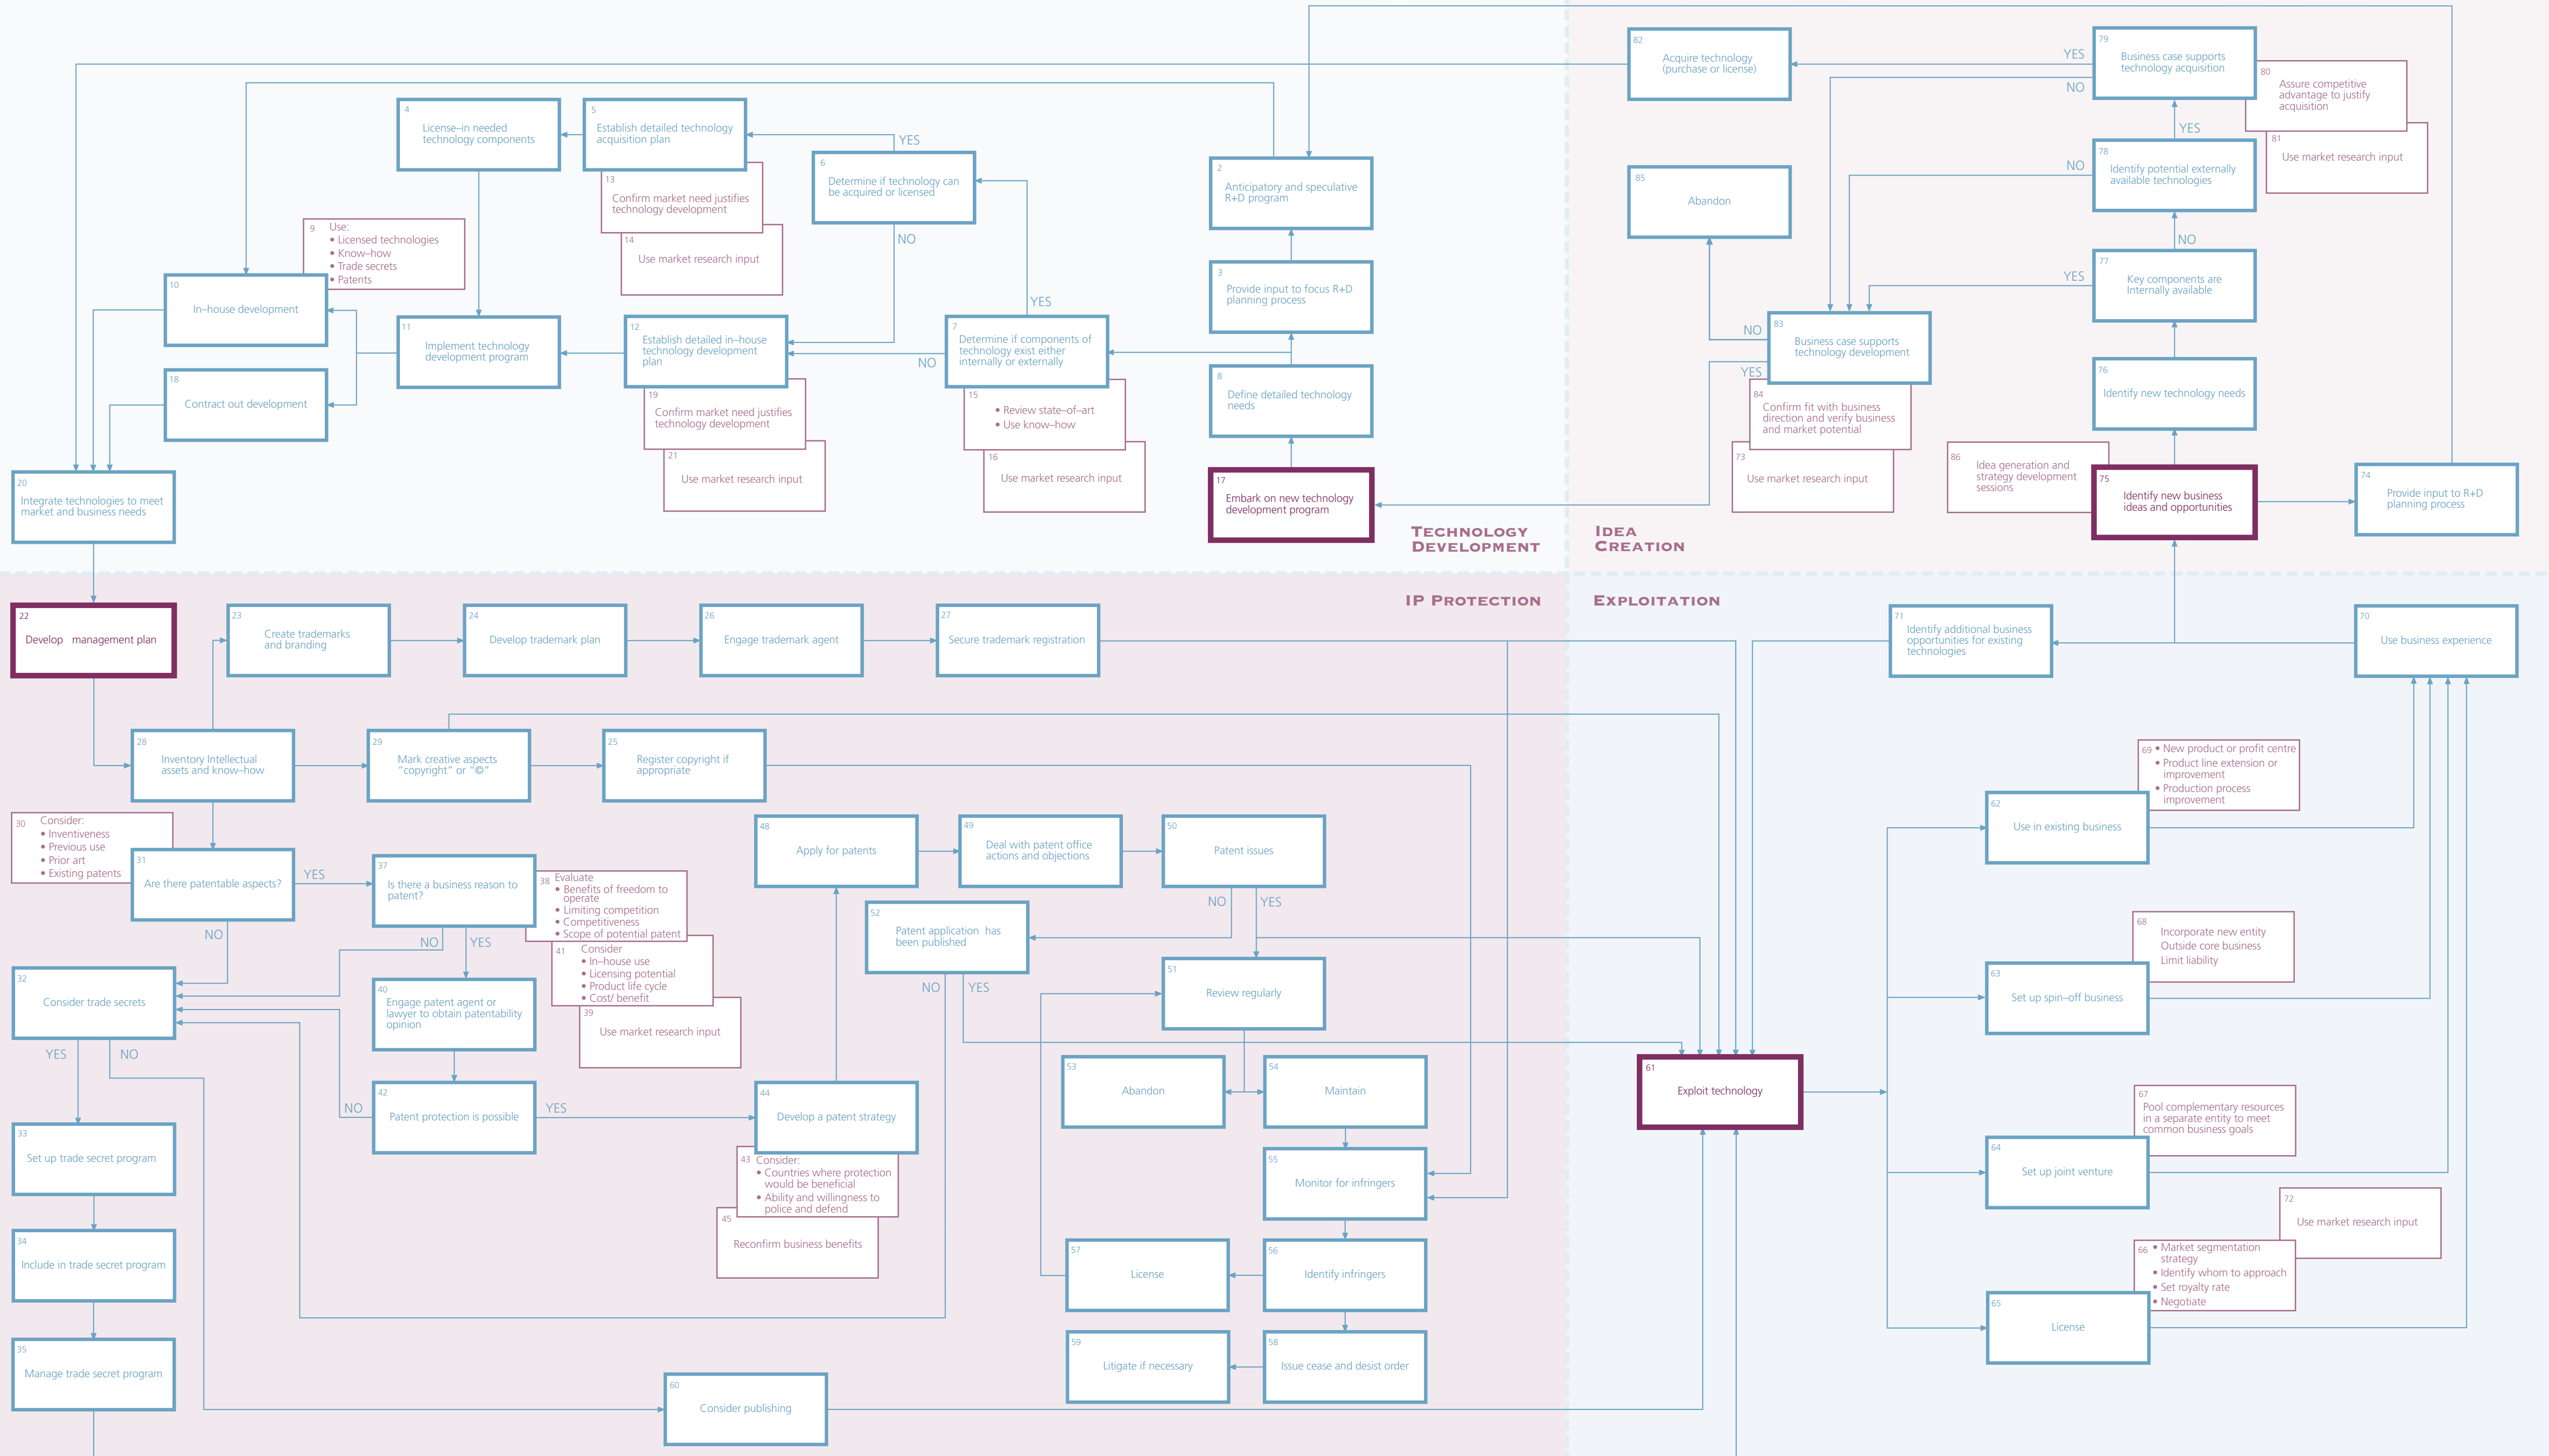 82
Acquire technology
(purchase or license)
YES
NO
79
Business case supports
technology acquisition
80
Assure competitive
advantage to justify
acquisition
81
Use market research input
YES
78
Identify potential externally
available technologies
NO
NO
77
Key components are
Internally available
YES
85
Abandon
83
Business case supports
technology development
NO
YES
84
Confirm fit with business
direction and verify business
and market potential
73
Use market research input
76
Identify new technology needs
86
Idea generation and
strategy development
sessions
75
Identify new business
ideas and opportunities
74
Provide input to R+D
planning process
IDEA
CREATION
4
License–in needed
technology components
5
Establish detailed technology
acquisition plan
YES
6
Determine if technology can
be acquired or licensed
NO
13
Confirm market need justifies
technology development
14
Use market research input
2
Anticipatory and speculative
R+D program
3
Provide input to focus R+D
planning process
9
Use:
• Licensed technologies
• Know–how
• Trade secrets
• Patents
10
In–house development
11
Implement technology
development program
12
Establish detailed in–house
technology development
plan
YES
7
Determine if components of
technology exist either
internally or externally
NO
8
Define detailed technology
needs
18
Contract out development
19
Confirm market need justifies
technology development
21
Use market research input
15
• Review state–of–art
• Use know–how
16
Use market research input
17
Embark on new technology
development program
20
Integrate technologies to meet
market and business needs
TECHNOLOGY
DEVELOPMENT
IP PROTECTION
22
Develop management plan
23
Create trademarks
and branding
24
Develop trademark plan
26
Engage trademark agent
27
Secure trademark registration
28
Inventory Intellectual
assets and know–how
29
Mark creative aspects
“copyright” or “©”
25
Register copyright if
appropriate
30
Consider:
• Inventiveness
• Previous use
• Prior art
• Existing patents
31
Are there patentable aspects?
YES
NO
37
Is there a business reason to
patent?
NO
YES
38
Evaluate
• Benefits of freedom to
operate
• Limiting competition
• Competitiveness
• Scope of potential patent
41
Consider
• In–house use
• Licensing potential
• Product life cycle
• Cost/ benefit
39
Use market research input
32
Consider trade secrets
YES
NO
40
Engage patent agent or
lawyer to obtain patentability
opinion
42
Patent protection is possible
NO
YES
44
Develop a patent strategy
43
Consider:
• Countries where protection
would be beneficial
• Ability and willingness to
police and defend
45
Reconfirm business benefits
48
Apply for patents
49
Deal with patent office
actions and objections
50
Patent issues
NO
YES
52
Patent application has
been published
NO
YES
51
Review regularly
53
Abandon
54
Maintain
55
Monitor for infringers
56
Identify infringers
57
License
58
Issue cease and desist order
59
Litigate if necessary
33
Set up trade secret program
34
Include in trade secret program
35
Manage trade secret program
60
Consider publishing
EXPLOITATION
71
Identify additional business
opportunities for existing
technologies
70
Use business experience
69
• New product or profit centre
• Product line extension or
improvement
• Production process
improvement
62
Use in existing business
68
Incorporate new entity
Outside core business
Limit liability
63
Set up spin–off business
61
Exploit technology
67
Pool complementary resources
in a separate entity to meet
common business goals
64
Set up joint venture
72
Use market research input
66
• Market segmentation
strategy
• Identify whom to approach
• Set royalty rate
• Negotiate
65
License